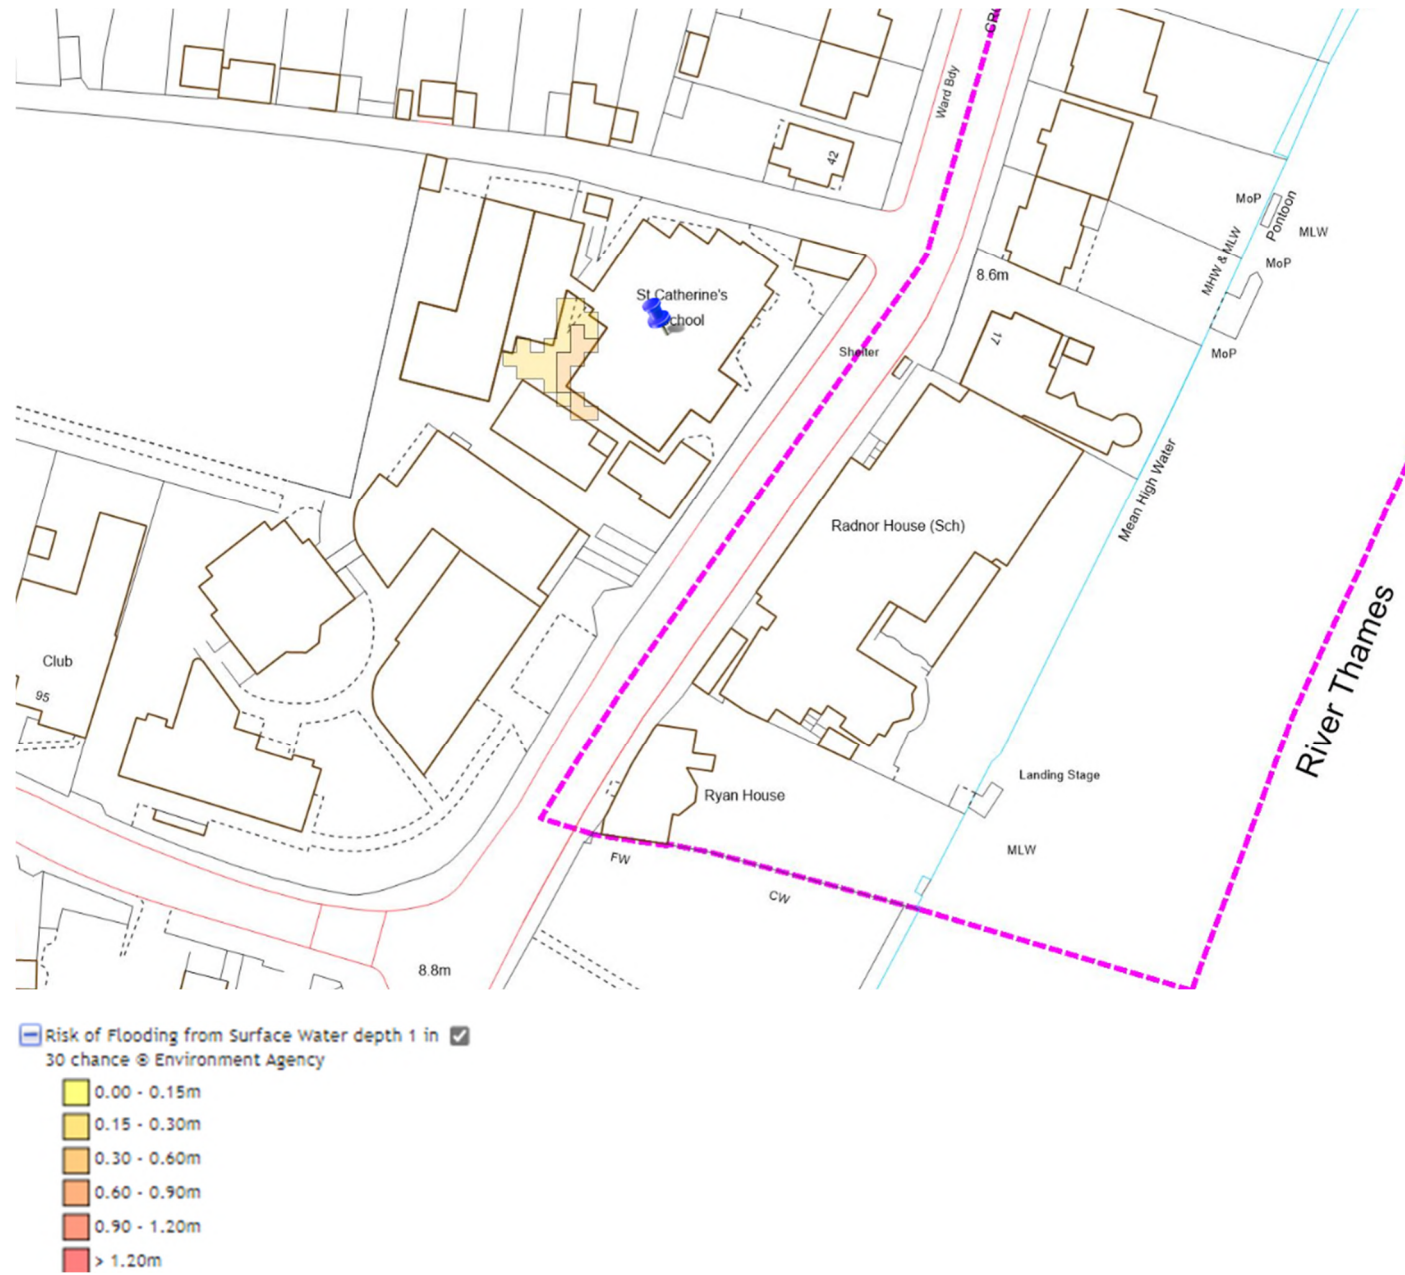 Ward Bdy
42
MoP
Pontoon
MLW
MHW & MLW
MoP
8.6m
St Catherine's
School
17
Shelter
MoP
Mean High Water
Radnor House (Sch)
River Thames
Club
95
Landing Stage
Ryan House
MLW
FW
CW
8.8m
Risk of Flooding from Surface Water depth 1 in
30 chance © Environment Agency
0.00 - 0.15m
0.15 - 0.30m
0.30 - 0.60m
0.60 - 0.90m
0.90 - 1.20m
> 1.20m